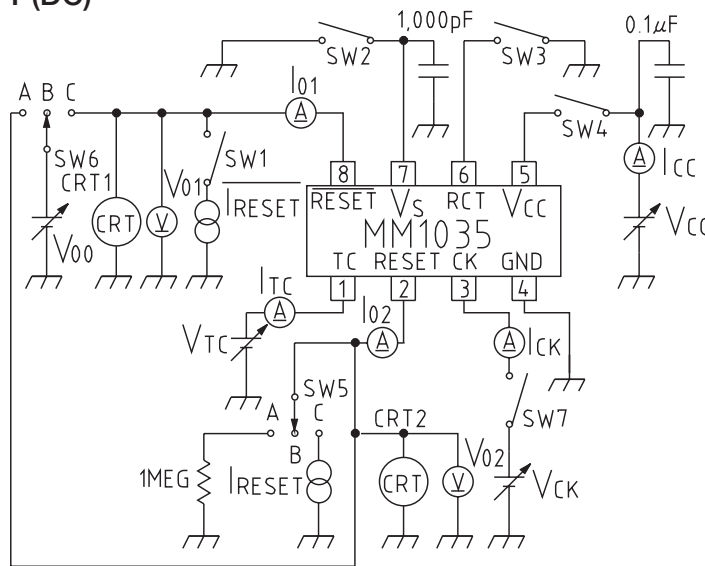 1 (DC)
1,000pF
0.1µF
SW2
SW3
SW4
A B C
I01
A
ICC
A
SW6
CRT1
V00
CRT
V
V01
SW1
IRESET
8 7 6 5
RESET VS RCT VCC
MM1035
TC RESET CK GND
1 2 3 4
VCC
ITC
A
VTC
I02
A
A
ICK
SW5
A B C
1MEG
IRESET
CRT2
CRT
V02
V
SW7
VCK